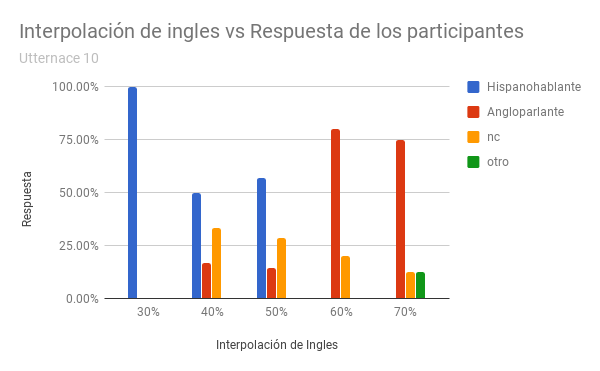 Interpolación de ingles vs Respuesta de los participantes
Utternace 10
100.00%
75.00%
50.00%
25.00%
0.00%
Respuesta
30%
40%
50%
60%
70%
Interpolación de Ingles
Hispanohablante
Angloparlante
nc
otro